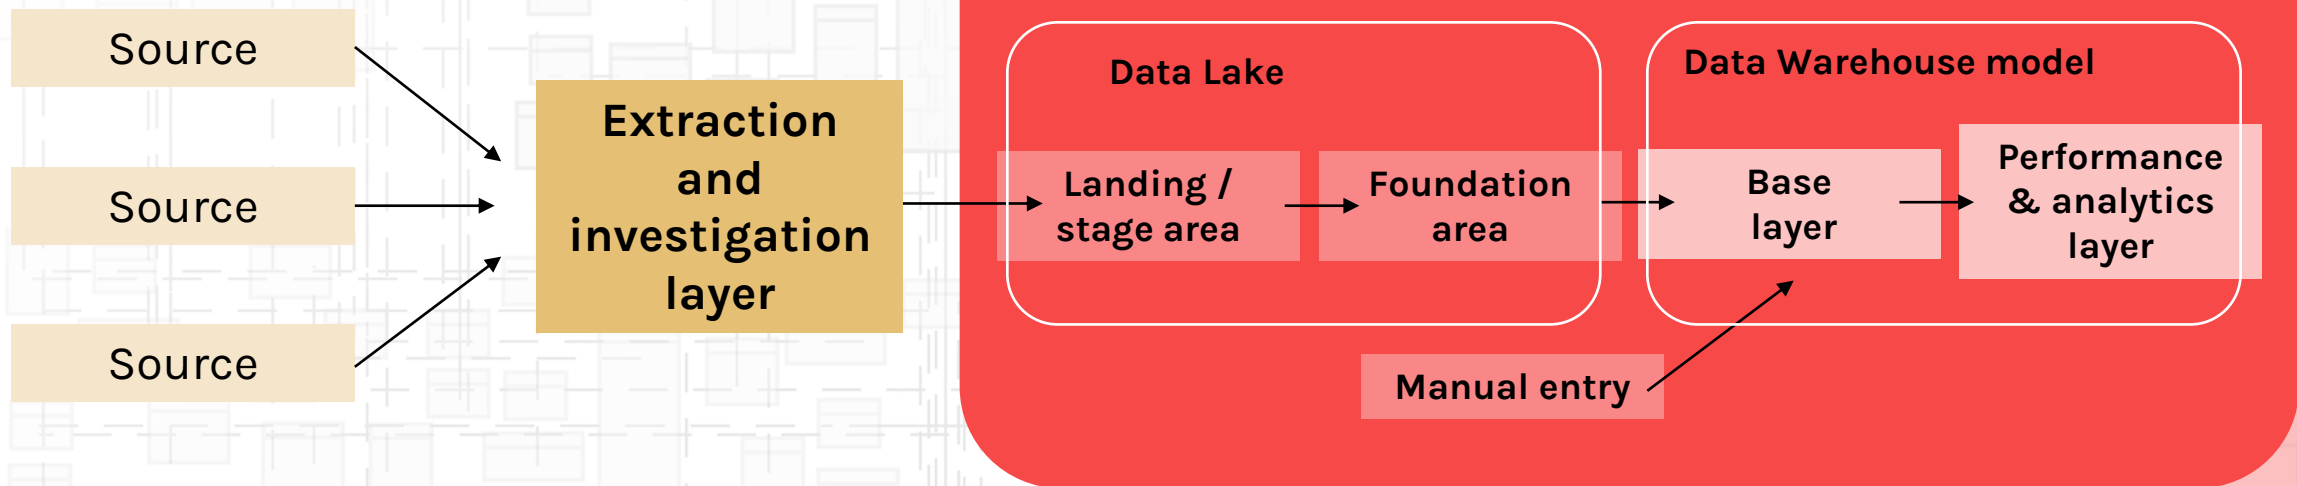 Source
Source
Source
Extraction
and
investigation
layer
Data Lake
Landing /
stage area
Foundation
area
Data Warehouse model
Base
layer
Performance
& analytics
layer
Manual entry